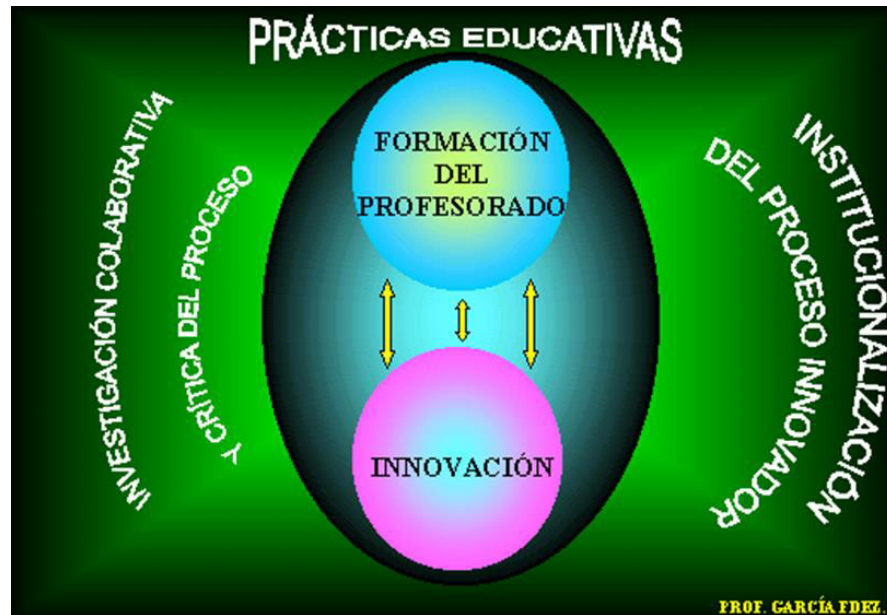 PRÁCTICAS EDUCATIVAS
INVESTIGACIÓN COLABORATIVA
Y CRÍTICA DEL PROCESO
FORMACIÓN
DEL
PROFESORADO
INNOVACIÓN
INSTITUCIONALIZACIÓN
DEL PROCESO INNOVADOR
PROF. GARCÍA FDEZ.